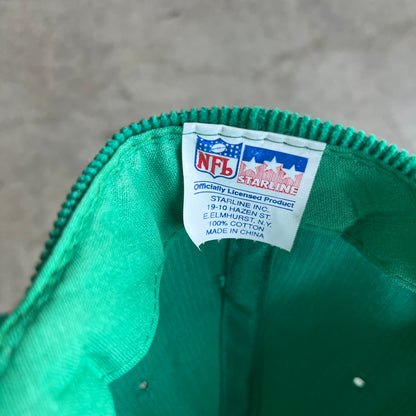 NFL
STARLINE
Officially Licensed Product
STARLINE INC.
19-10 HAZEN ST.
E.ELMHURST, N.Y.
100% COTTON
MADE IN CHINA